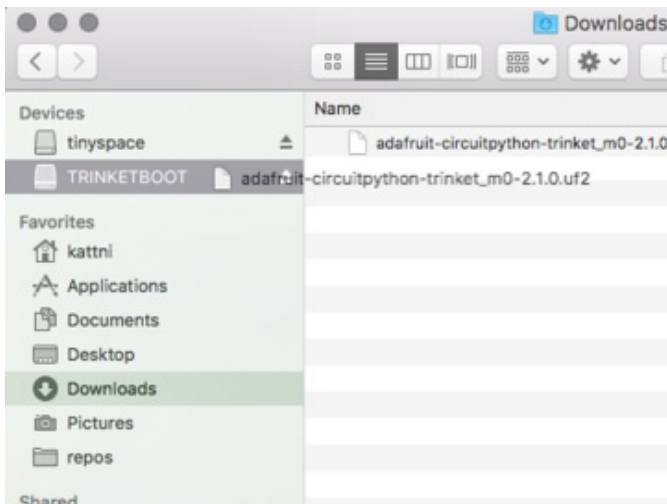 Downloads
Devices
Name
tinyspace
adafruit-circuitpython-trinket_m0-2.1.0
TRINKETBOOT
adafruit-circuitpython-trinket_m0-2.1.0.uf2
Favorites
kattni
Applications
Documents
Desktop
Downloads
Pictures
repos
Shared